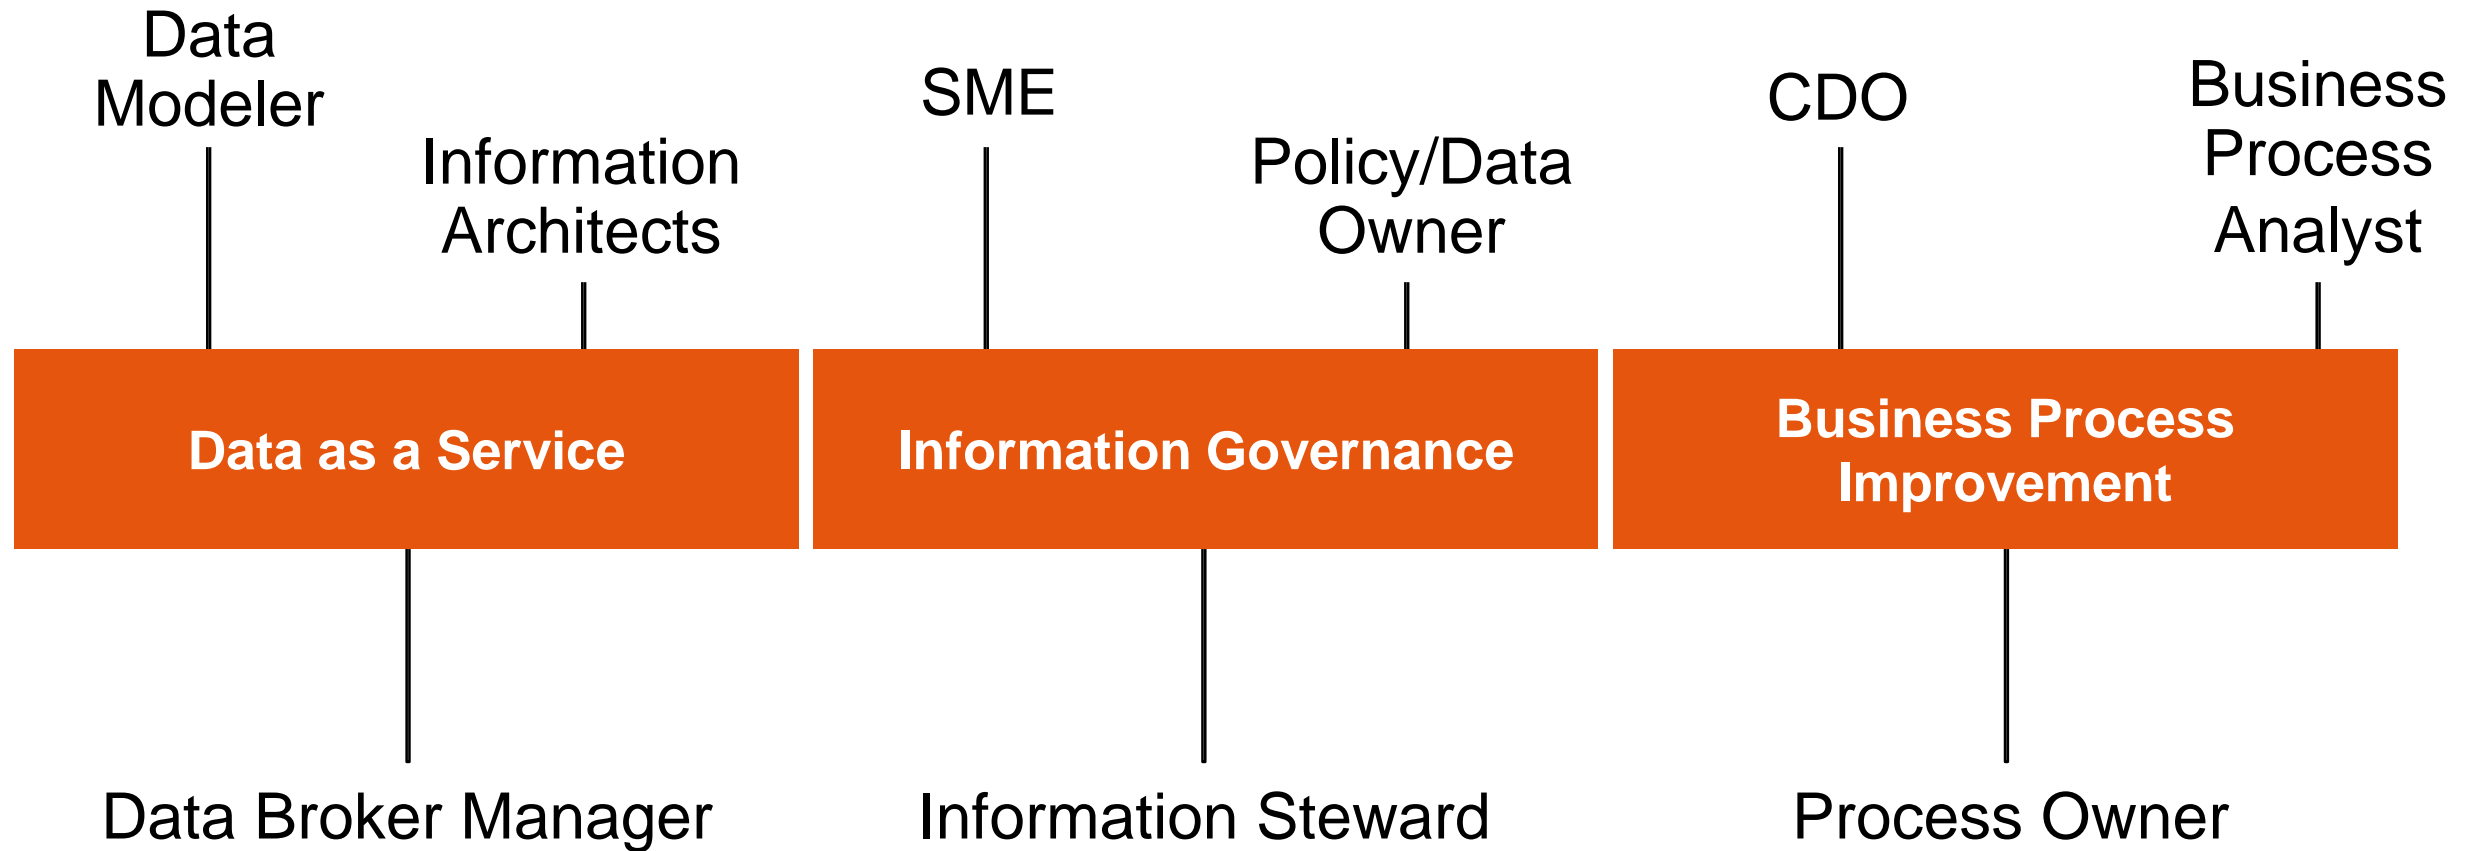 Data
Modeler
Information
Architects
SME
Policy/Data
Owner
CDO
Business
Process
Analyst
Data as a Service
Information Governance
Business Process
Improvement
Data Broker Manager
Information Steward
Process Owner